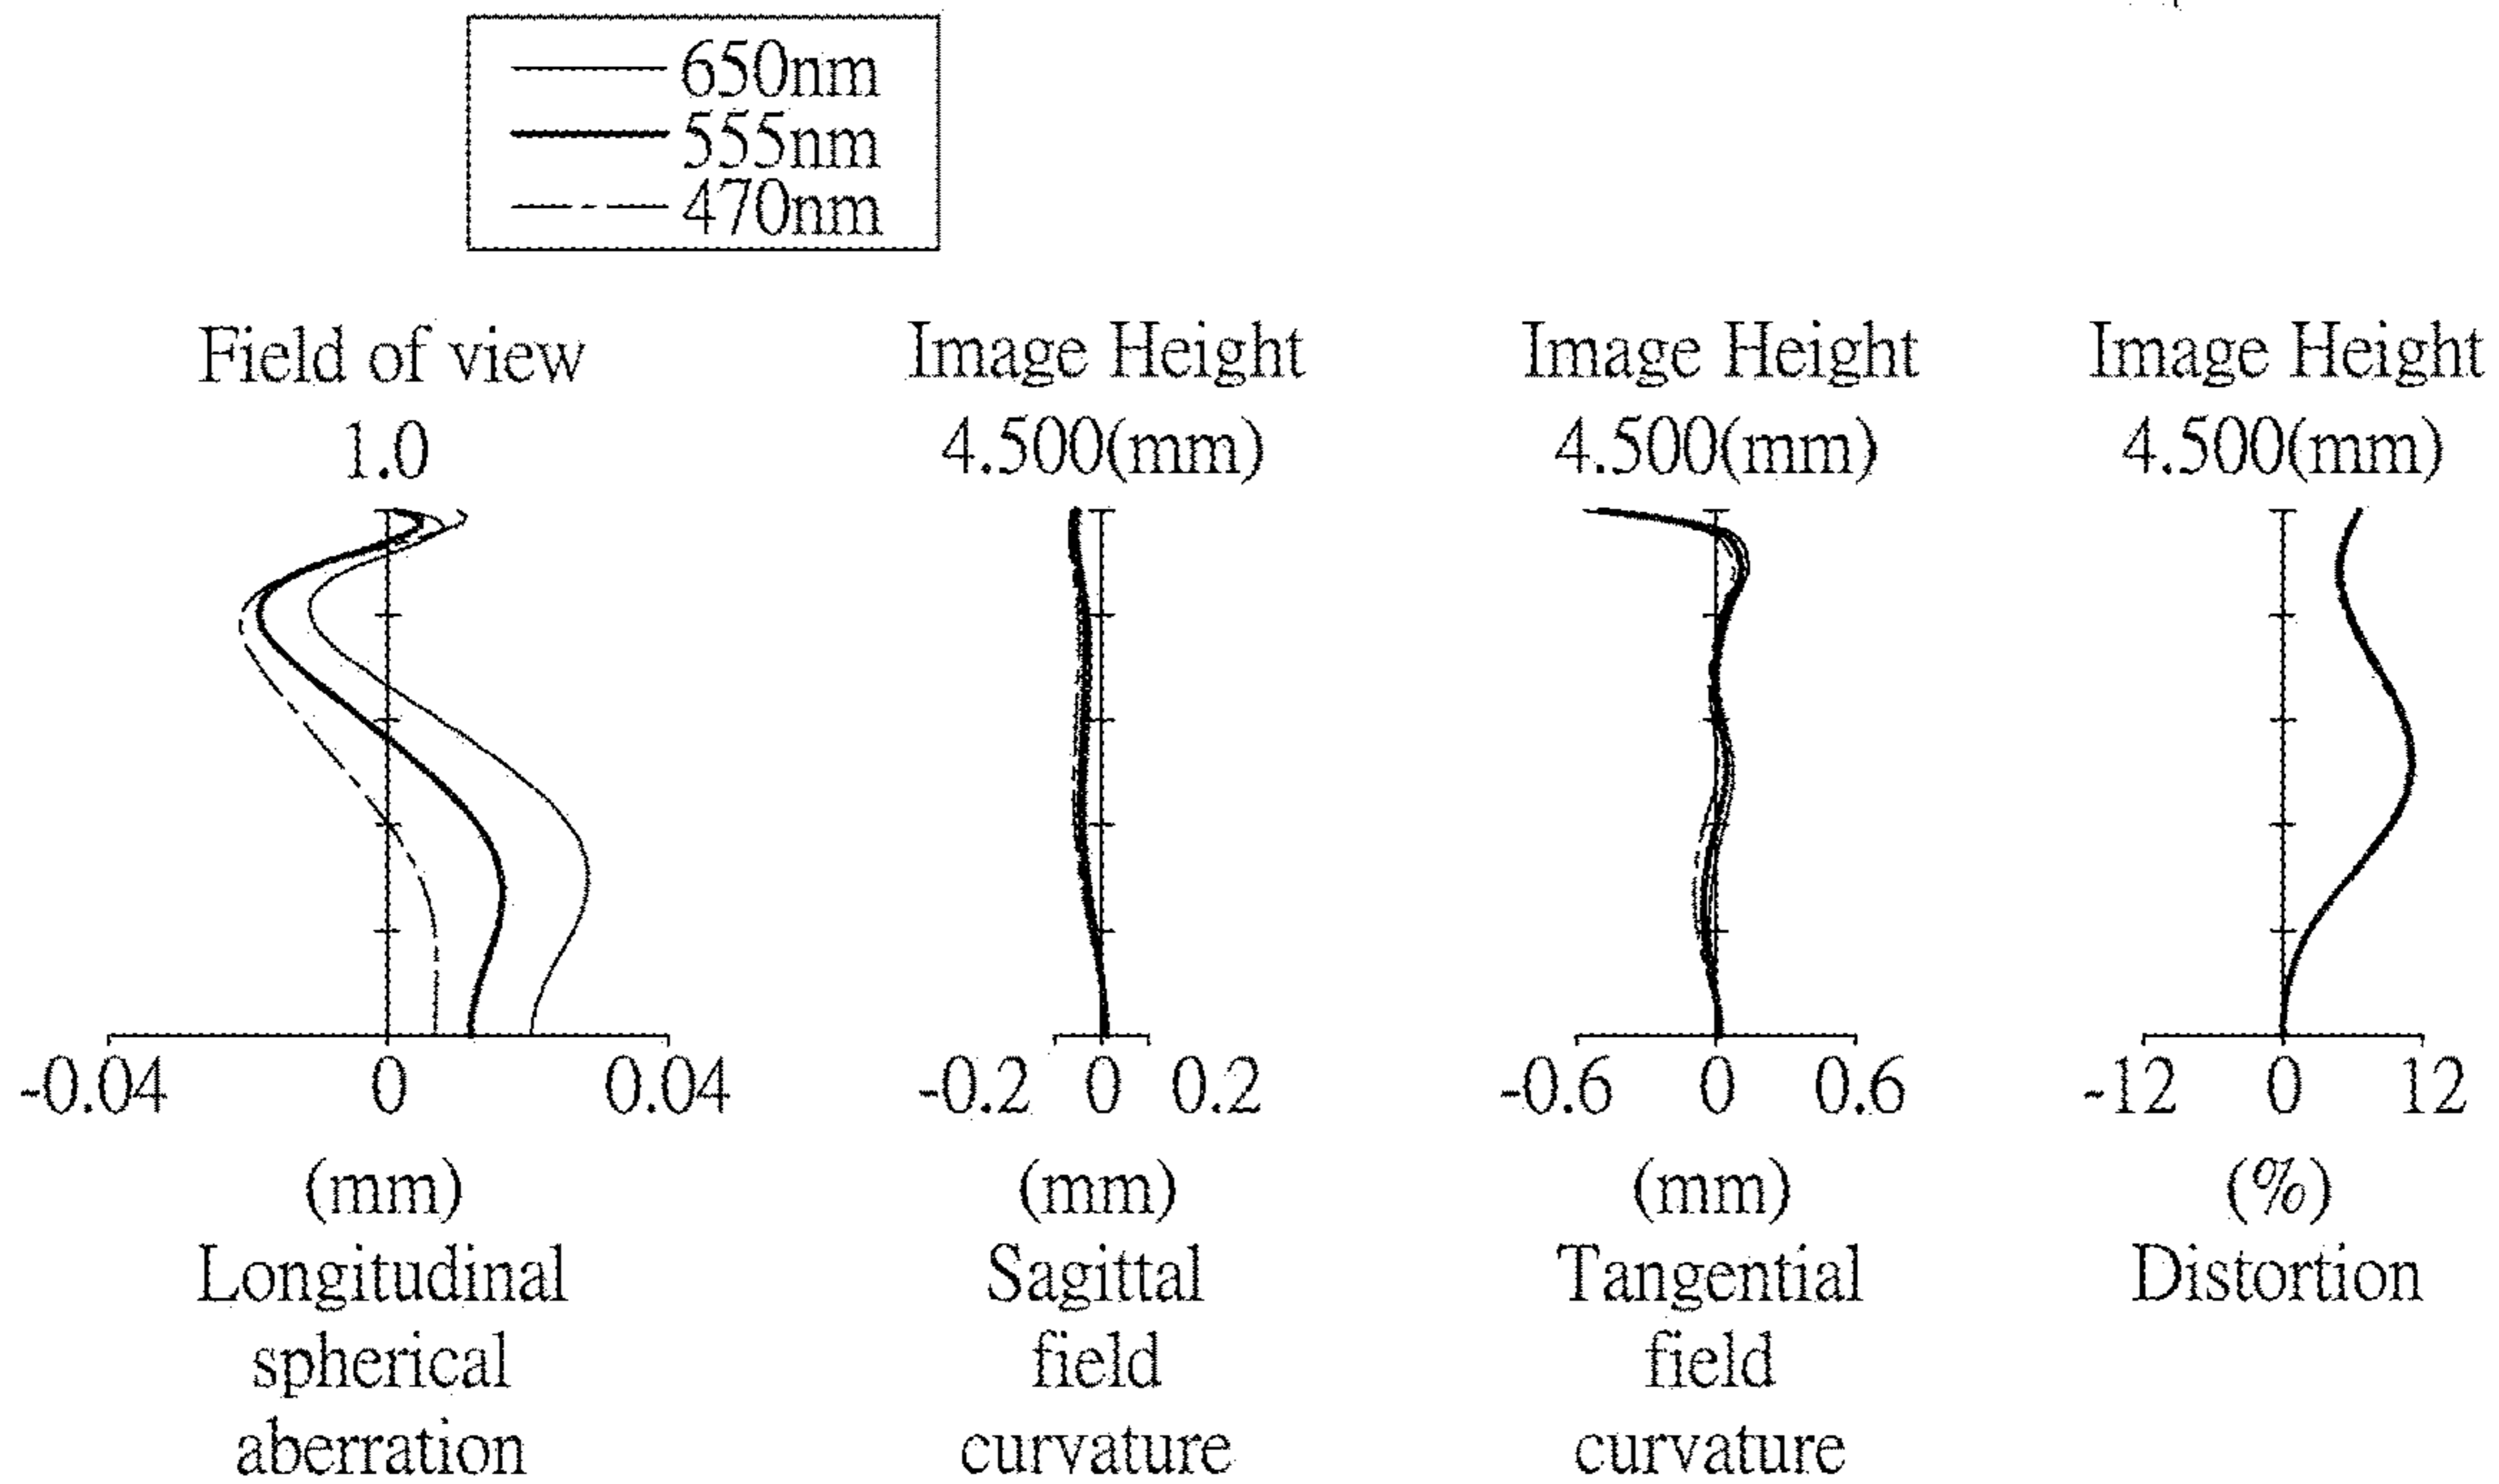 650nm
555nm
470nm
Field of view
1.0
-0.04 0 0.04
(mm)
Longitudinal
spherical
aberration
Image Height
4.500(mm)
-0.2 0 0.2
(mm)
Sagittal
field
curvature
Image Height
4.500(mm)
-0.6 0 0.6
(mm)
Tangential
field
curvature
Image Height
4.500(mm)
-12 0 12
(%)
Distortion